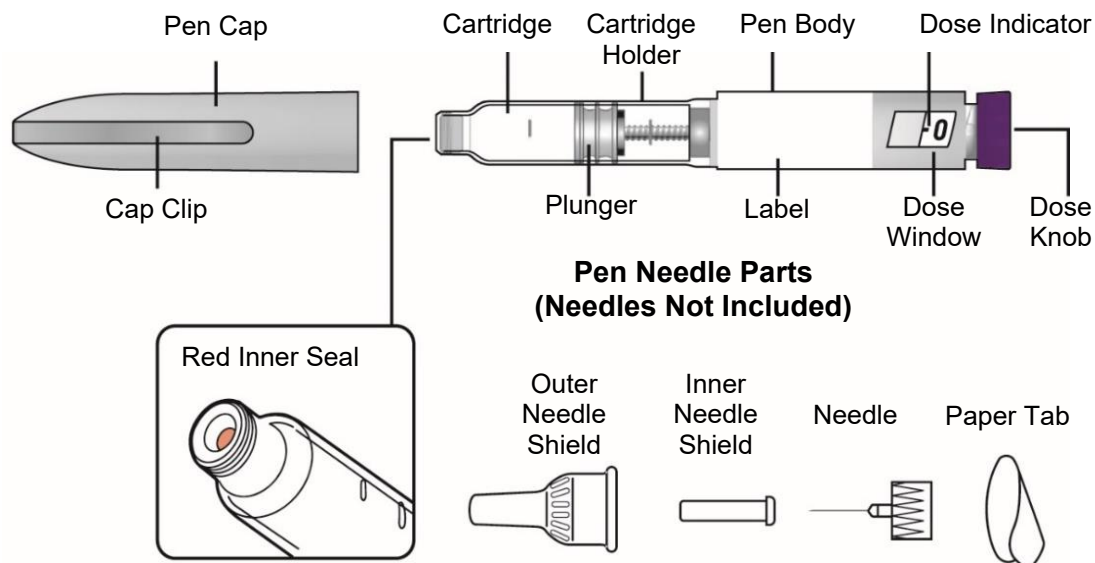 Pen Cap
Cartridge
Cartridge
Holder
Pen Body
Dose Indicator
0
Cap Clip
Plunger
Label
Dose
Window
Dose
Knob
Pen Needle Parts
(Needles Not Included)
Red Inner Seal
Outer
Needle
Shield
Inner
Needle
Shield
Needle
Paper Tab